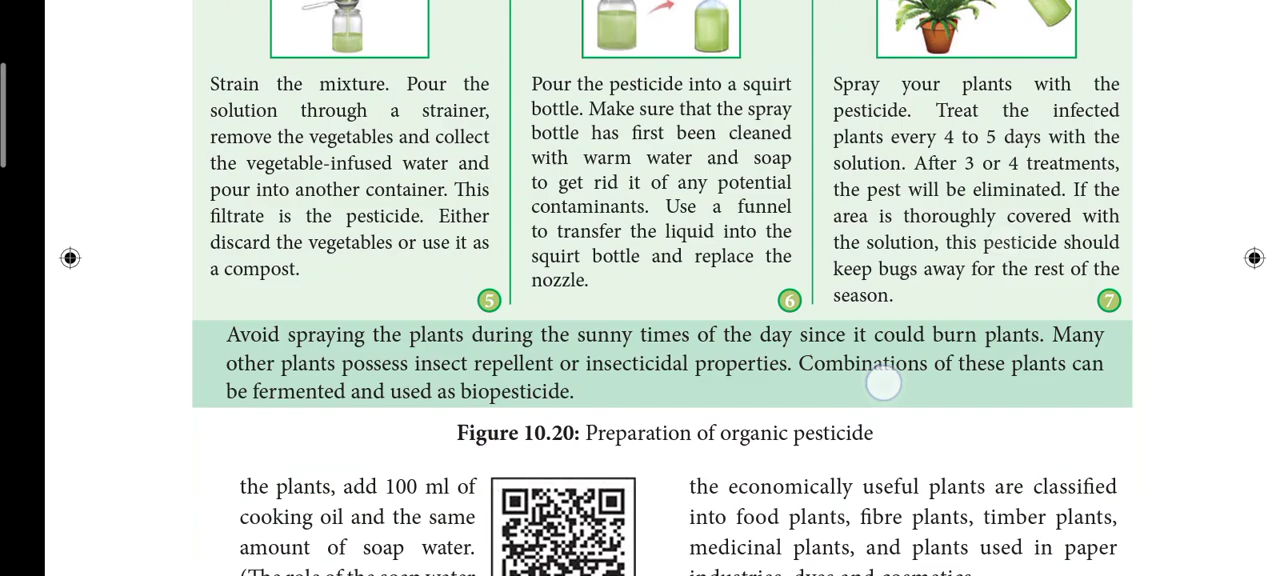 Strain the mixture. Pour the
solution through a strainer,
remove the vegetables and collect
the vegetable-infused water and
pour into another container. This
filtrate is the pesticide. Either
discard the vegetables or use it as
a compost.
5
Pour the pesticide into a squirt
bottle. Make sure that the spray
bottle has first been cleaned
with warm water and soap
to get rid it of any potential
contaminants. Use a funnel
to transfer the liquid into the
squirt bottle and replace the
nozzle.
6
Spray your plants with the
pesticide. Treat the infected
plants every 4 to 5 days with the
solution. After 3 or 4 treatments,
the pest will be eliminated. If the
area is thoroughly covered with
the solution, this pesticide should
keep bugs away for the rest of the
season.
7
Avoid spraying the plants during the sunny times of the day since it could burn plants. Many
other plants possess insect repellent or insecticidal properties. Combinations of these plants can
be fermented and used as biopesticide.
Figure 10.20: Preparation of organic pesticide
the plants, add 100 ml of
cooking oil and the same
amount of soap water.
(The role of the soap water
the economically useful plants are classified
into food plants, fibre plants, timber plants,
medicinal plants, and plants used in paper
industries, dyes and cosmetics.